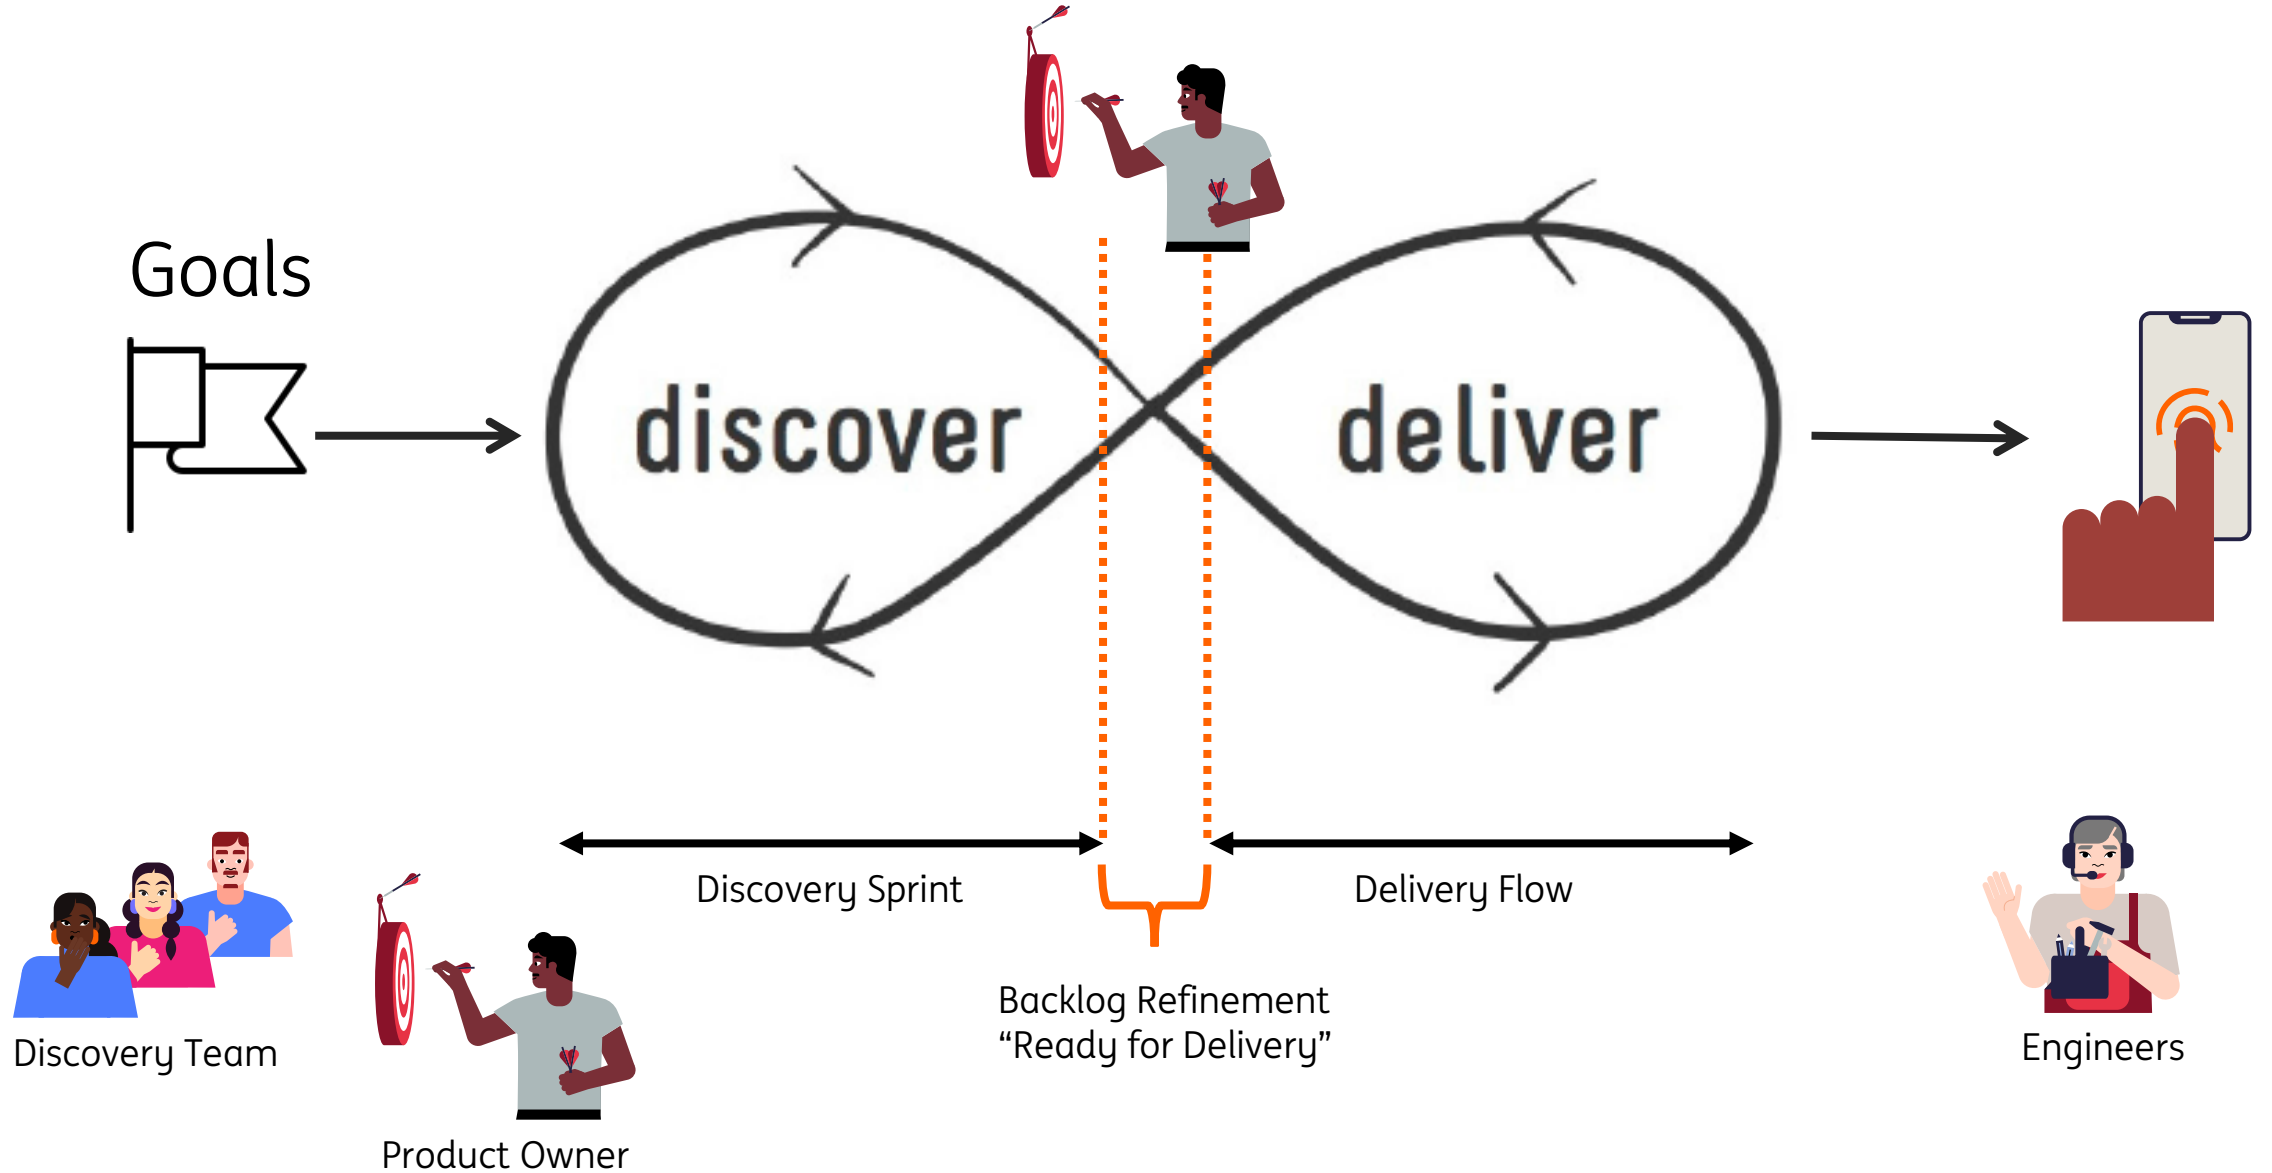 Goals
discover
deliver
Discovery Sprint
Delivery Flow
Backlog Refinement
“Ready for Delivery”
Discovery Team
Product Owner
Engineers